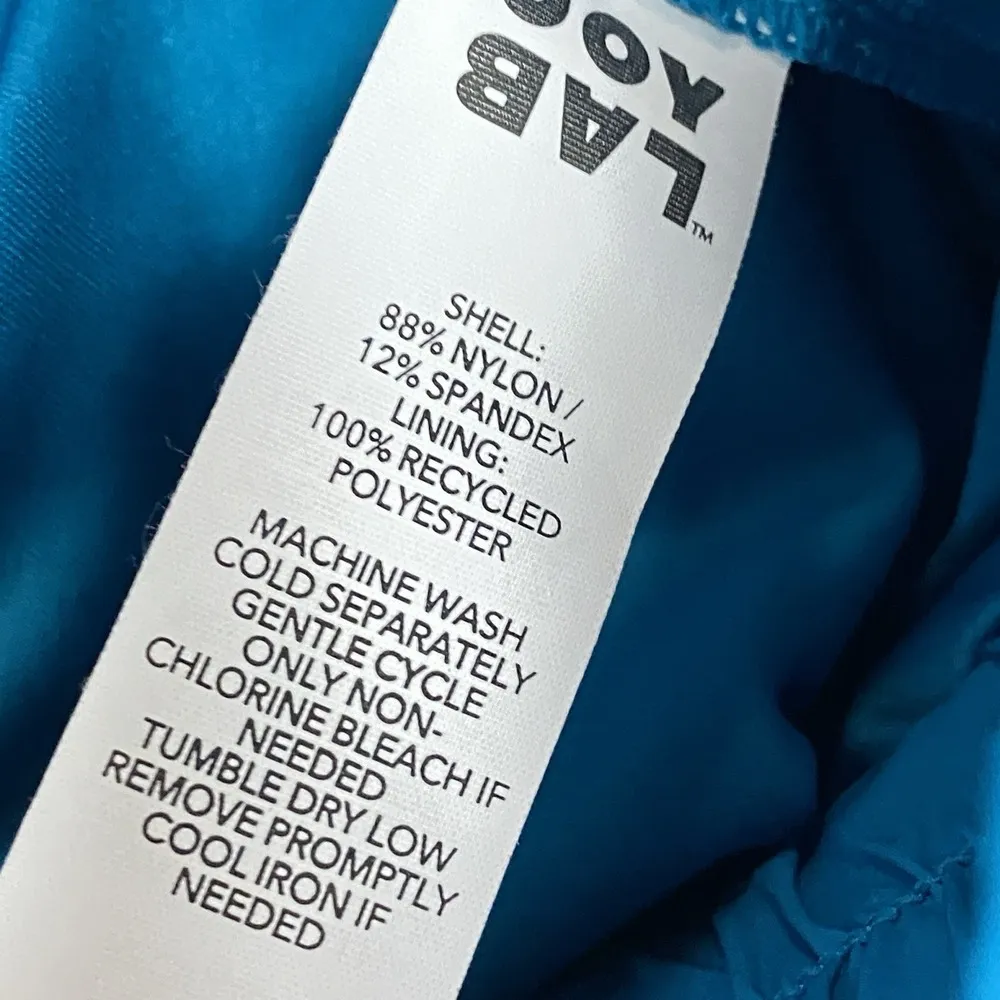 LAB™
SHELL:
88% NYLON /
12% SPANDEX
LINING:
100% RECYCLED
POLYESTER
MACHINE WASH
COLD SEPARATELY
GENTLE CYCLE
ONLY NON-
CHLORINE BLEACH IF
NEEDED
TUMBLE DRY LOW
REMOVE PROMPTLY
COOL IRON IF
NEEDED